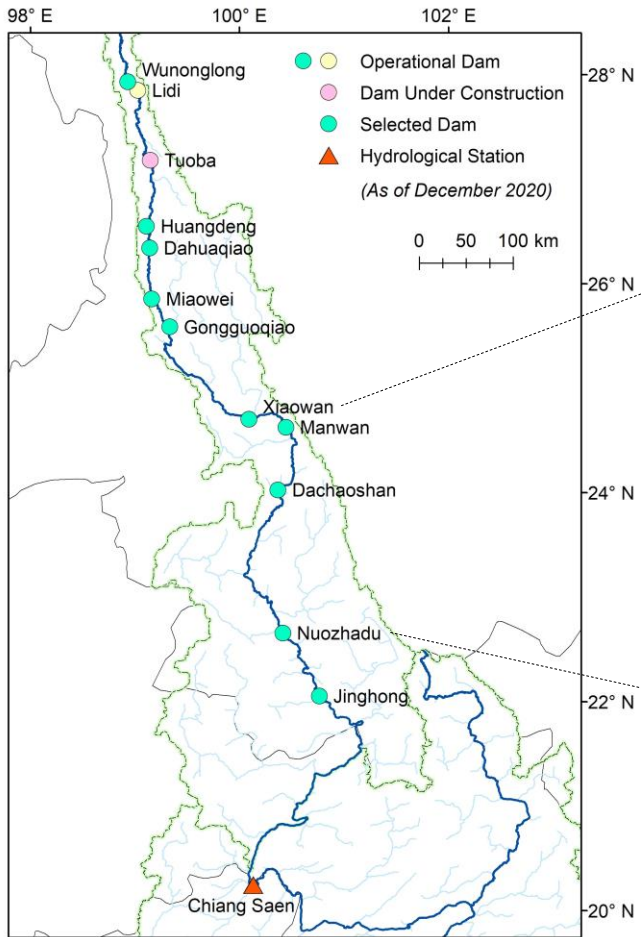 98° E
100° E
102° E
Wunonglong
Lidi
Operational Dam
28° N
Dam Under Construction
Selected Dam
Tuoba
Hydrological Station
(As of December 2020)
Huangdeng
Dahuaqiao
0 50 100 km
26° N
Miaowei
Gongguoqiao
Xiaowan
Manwan
Dachaoshan
24° N
Nuozhadu
Jinghong
22° N
Chiang Saen
20° N